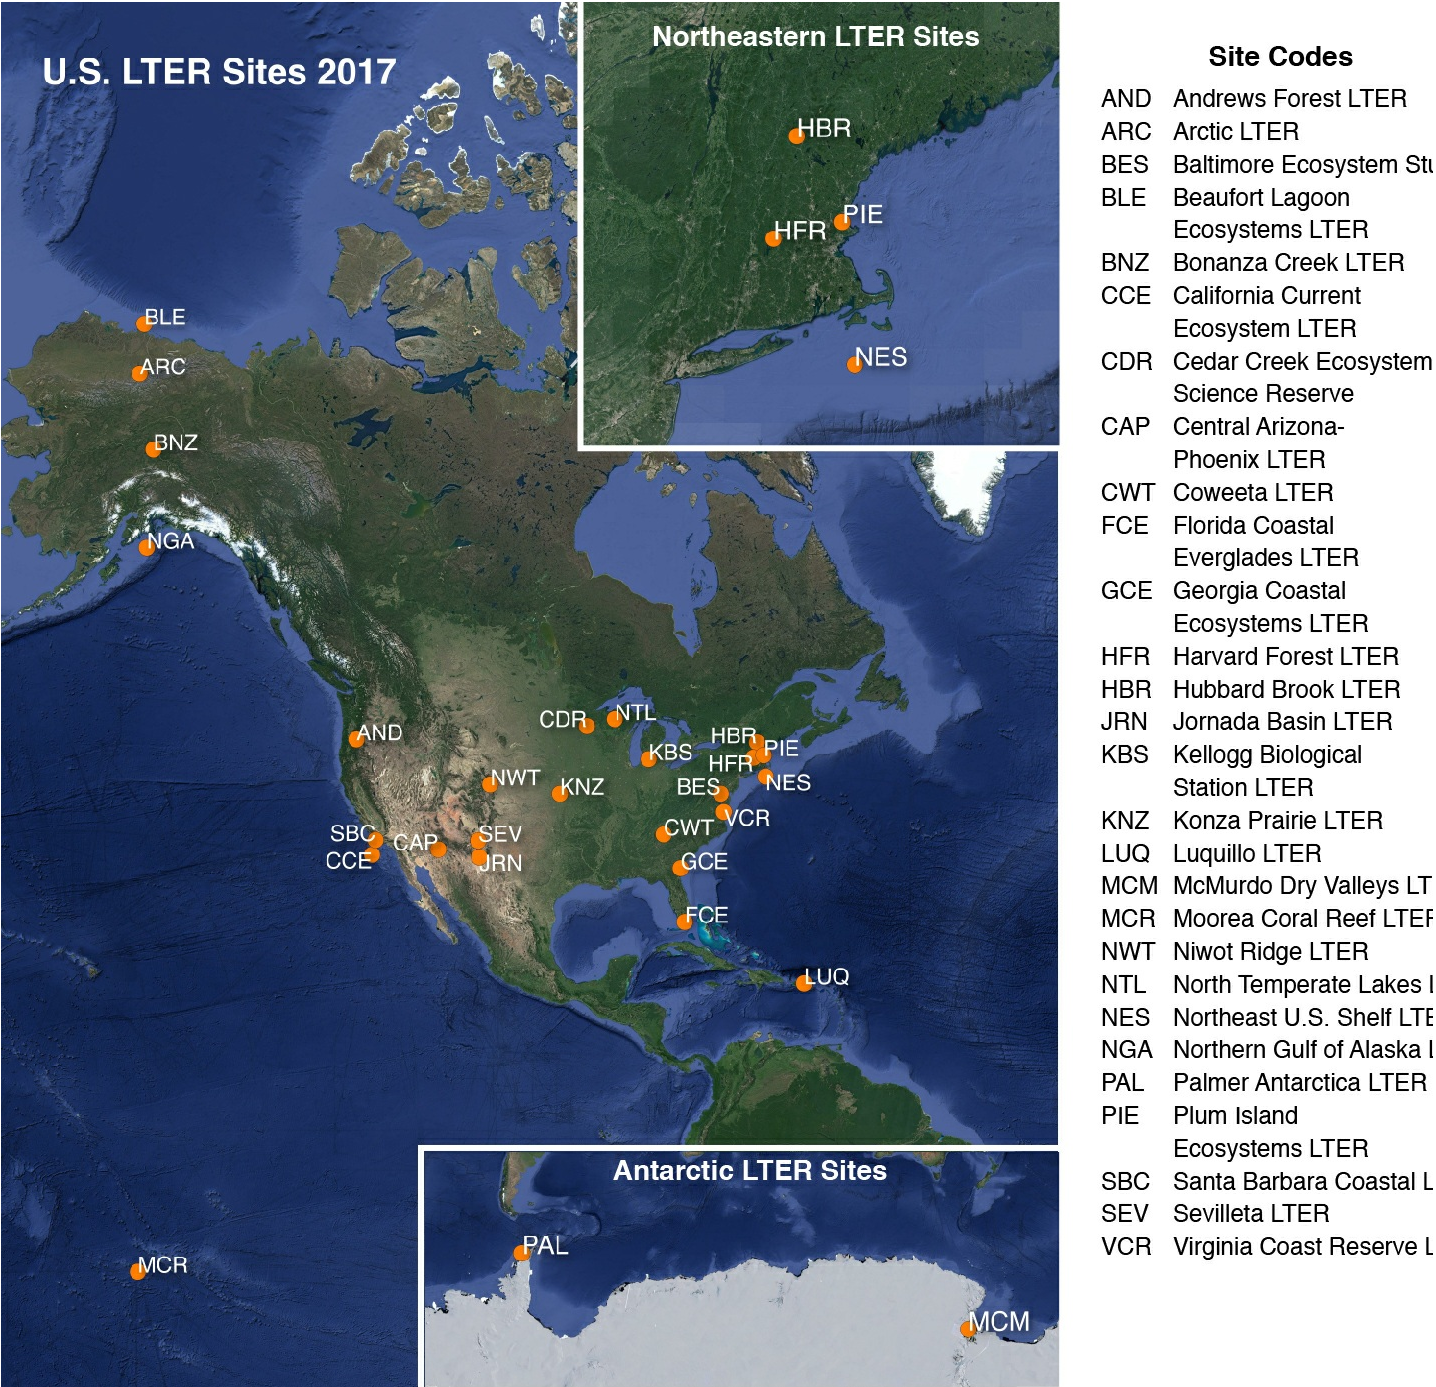 U.S. LTER Sites 2017
Northeastern LTER Sites
HBR
PIE
HFR
NES
BLE
ARC
BNZ
NGA
AND
CDR
NTL
KBS
HBR
PIE
HFR
NES
NWT
KNZ
BES
VCR
SBC
CAP
SEV
CWT
CCE
JRN
GCE
FCE
LUQ
MCR
Antarctic LTER Sites
PAL
MCM
Site Codes
AND Andrews Forest LTER
ARC Arctic LTER
BES Baltimore Ecosystem Stu
BLE Beaufort Lagoon
Ecosystems LTER
BNZ Bonanza Creek LTER
CCE California Current
Ecosystem LTER
CDR Cedar Creek Ecosystem
Science Reserve
CAP Central Arizona-
Phoenix LTER
CWT Coweeta LTER
FCE Florida Coastal
Everglades LTER
GCE Georgia Coastal
Ecosystems LTER
HFR Harvard Forest LTER
HBR Hubbard Brook LTER
JRN Jornada Basin LTER
KBS Kellogg Biological
Station LTER
KNZ Konza Prairie LTER
LUQ Luquillo LTER
MCM McMurdo Dry Valleys LT
MCR Moorea Coral Reef LTER
NWT Niwot Ridge LTER
NTL North Temperate Lakes L
NES Northeast U.S. Shelf LTE
NGA Northern Gulf of Alaska L
PAL Palmer Antarctica LTER
PIE Plum Island
Ecosystems LTER
SBC Santa Barbara Coastal L
SEV Sevilleta LTER
VCR Virginia Coast Reserve L